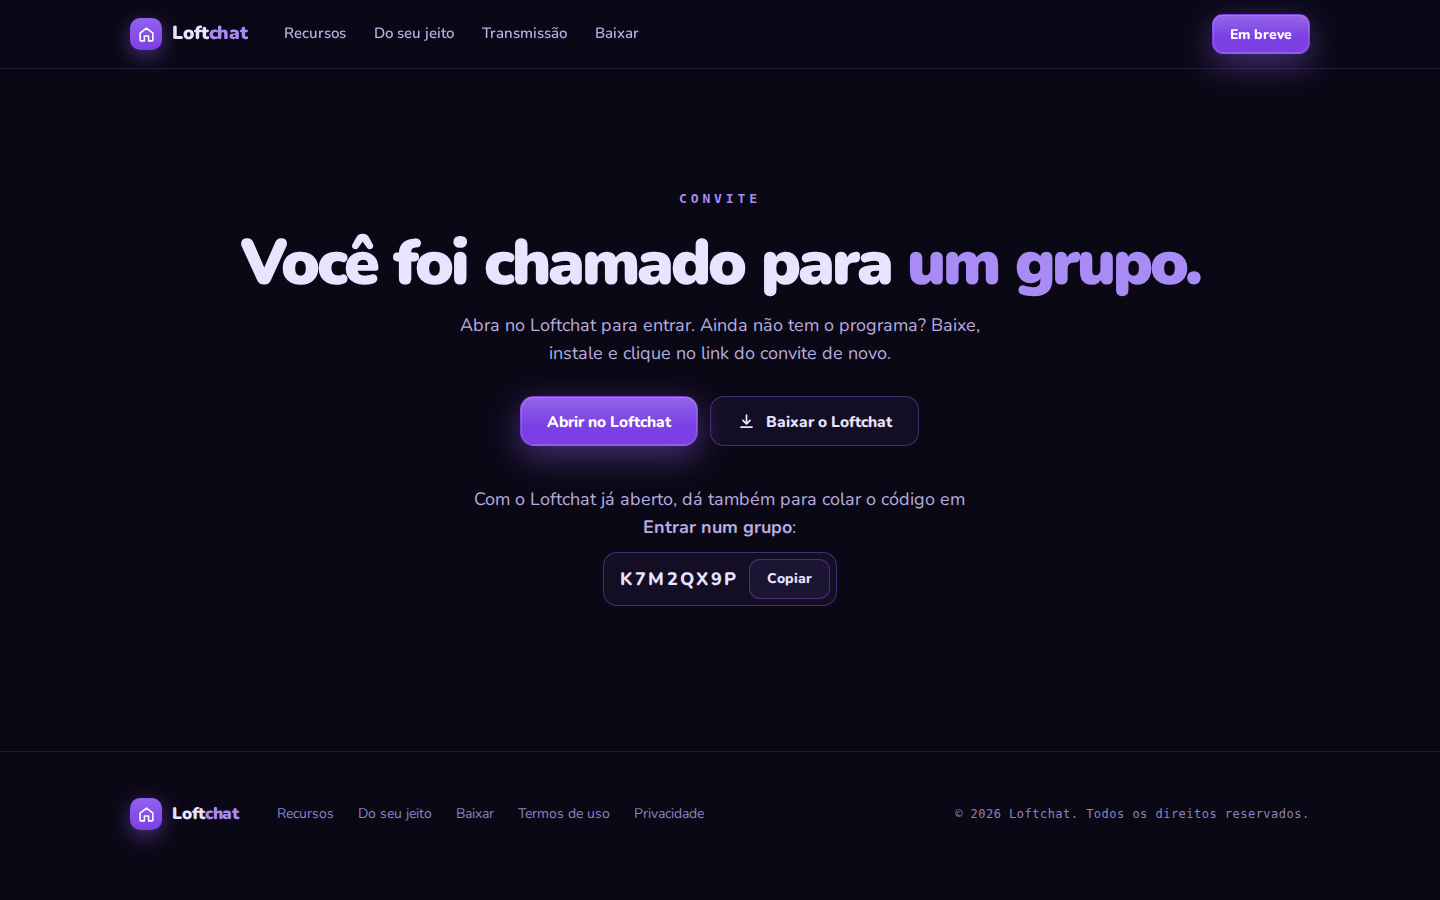 Loftchat
Recursos
Do seu jeito
Transmissão
Baixar
Em breve
CONVITE
Você foi chamado para um grupo.
Abra no Loftchat para entrar. Ainda não tem o programa? Baixe,
instale e clique no link do convite de novo.
Abrir no Loftchat
Baixar o Loftchat
Com o Loftchat já aberto, dá também para colar o código em
Entrar num grupo:
K7M2QX9P
Copiar
Loftchat
Recursos
Do seu jeito
Baixar
Termos de uso
Privacidade
© 2026 Loftchat. Todos os direitos reservados.